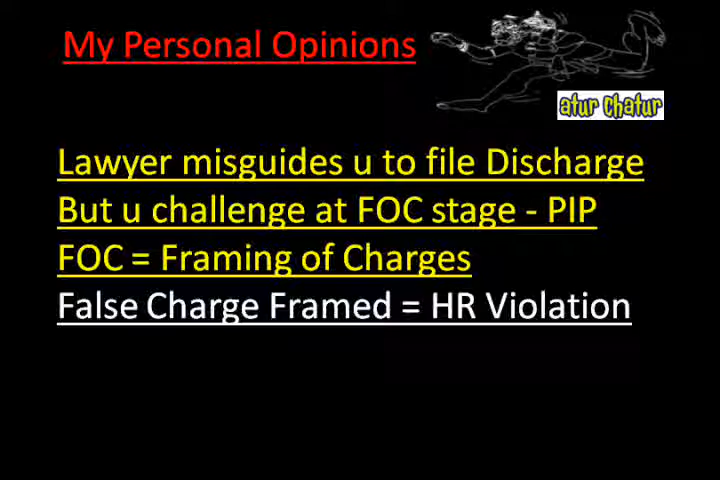 My Personal Opinions
atur chatur
Lawyer misguides u to file Discharge
But u challenge at FOC stage - PIP
FOC = Framing of Charges
False Charge Framed = HR Violation